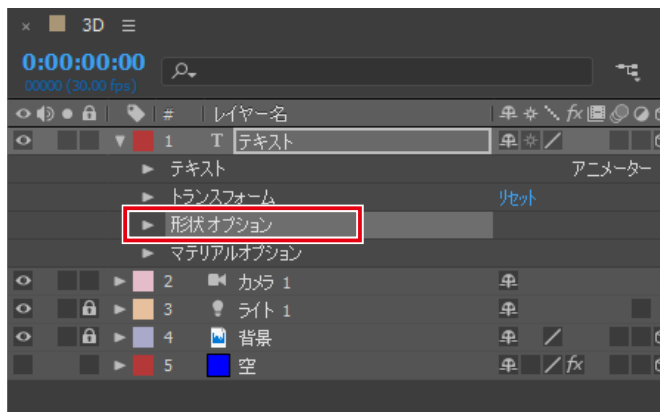 × 3D ≡
0:00:00:00
00000 (30.00 fps)
# レイヤー名 fx
1 T テキスト
テキスト アニメーター
トランスフォーム リセット
形状オプション
マテリアルオプション
2 カメラ 1
3 ライト 1
4 背景
5 空 fx